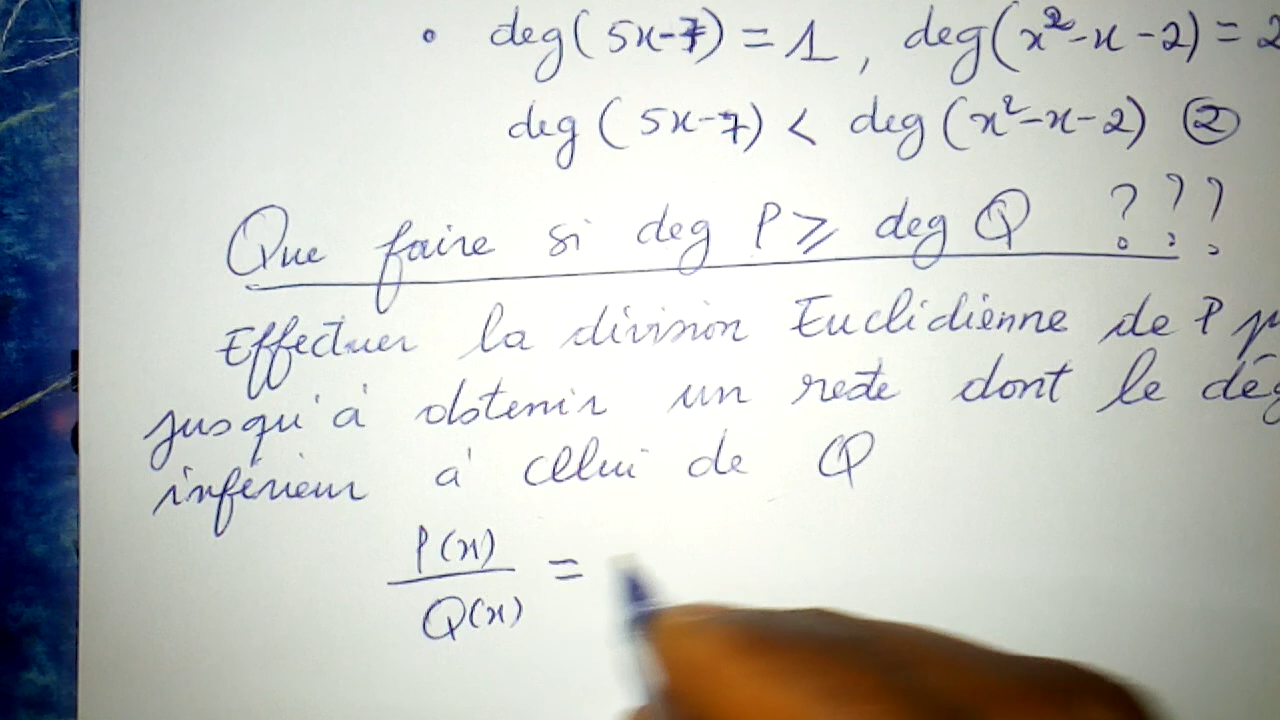 • deg(5x-7) = 1, deg(x²-x-2) = 2
deg(5x-7) < deg(x²-x-2) ②
Que faire si deg P ⩾ deg Q ???
Effectuer la division Euclidienne de P
jusqu'à obtenir un reste dont le
inférieur à celui de Q
P(x)/Q(x) =